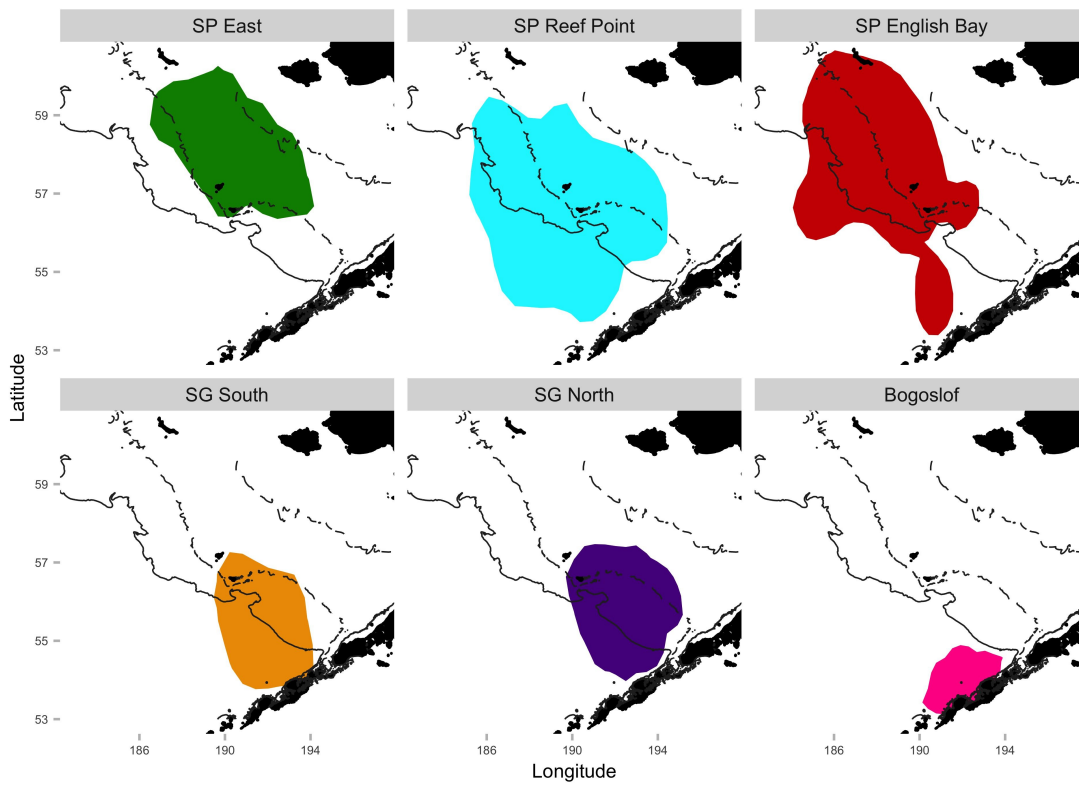 SP East
SP Reef Point
SP English Bay
59
57
55
53
SG South
SG North
Bogoslof
59
57
55
53
186
190
194
186
190
194
186
190
194
Longitude
Latitude